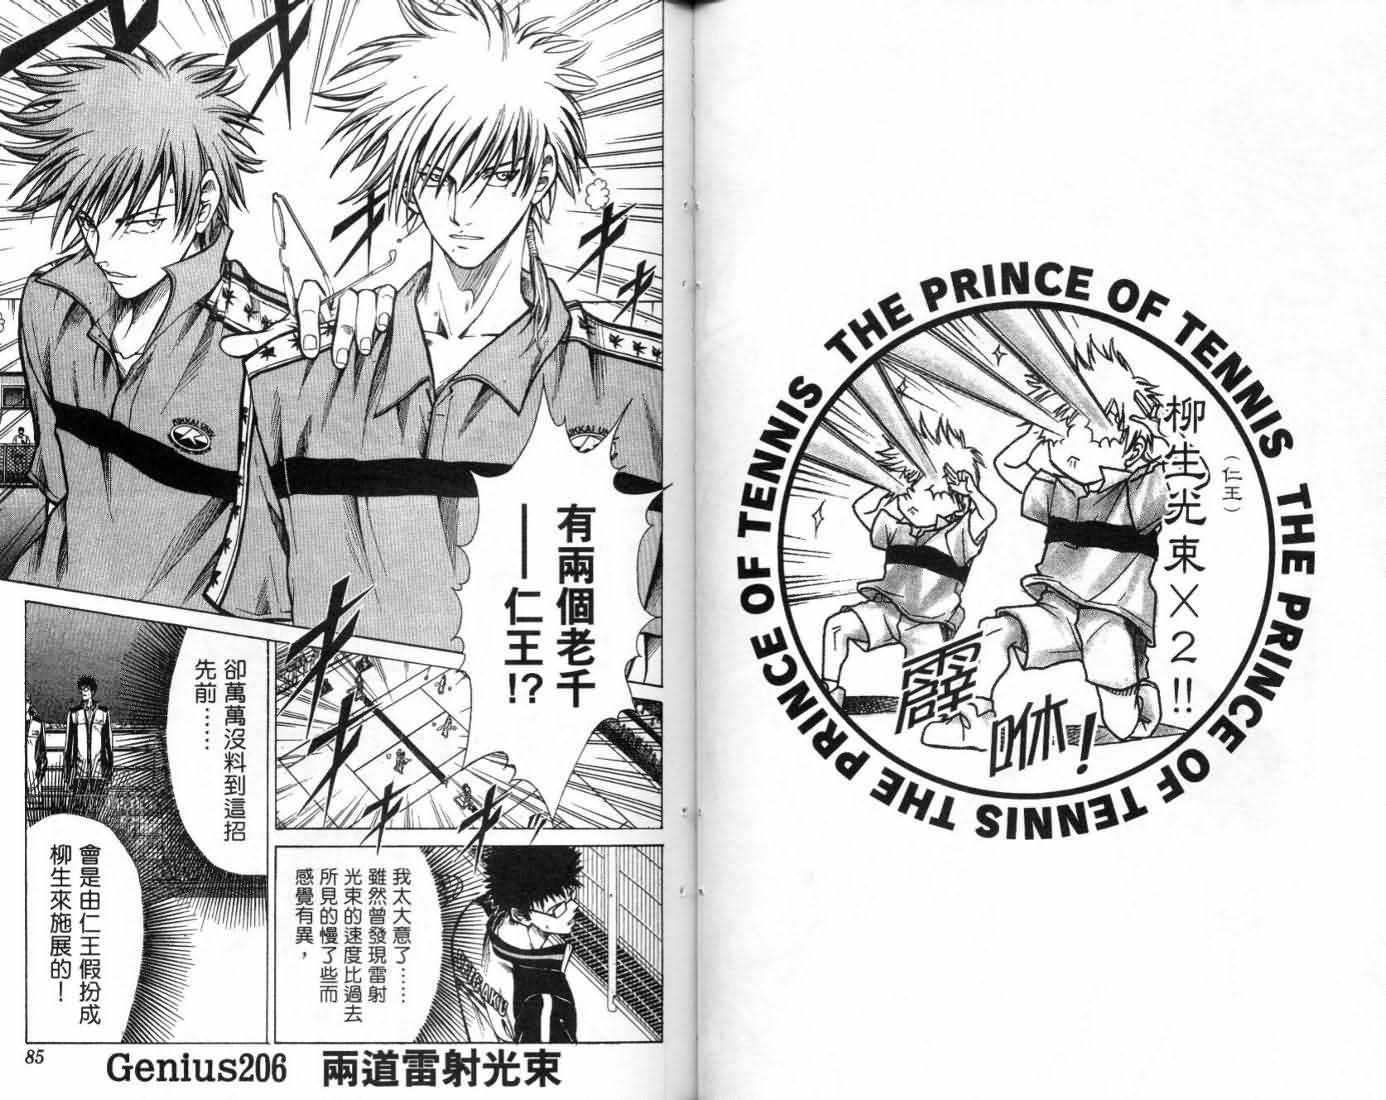 THE PRINCE OF TENNIS THE PRINCE OF TENNIS THE PRINCE OF TENNIS
柳生光束×2!!
（仁王）
霹
咻！
有兩個老千
——仁王!?
我太大意了……
雖然曾發現雷射
光束的速度比過去
所見的慢了些而
感覺有異，
卻萬萬沒料到這招
先前……
會是由仁王假扮成
柳生來施展的！
85
Genius206 兩道雷射光束